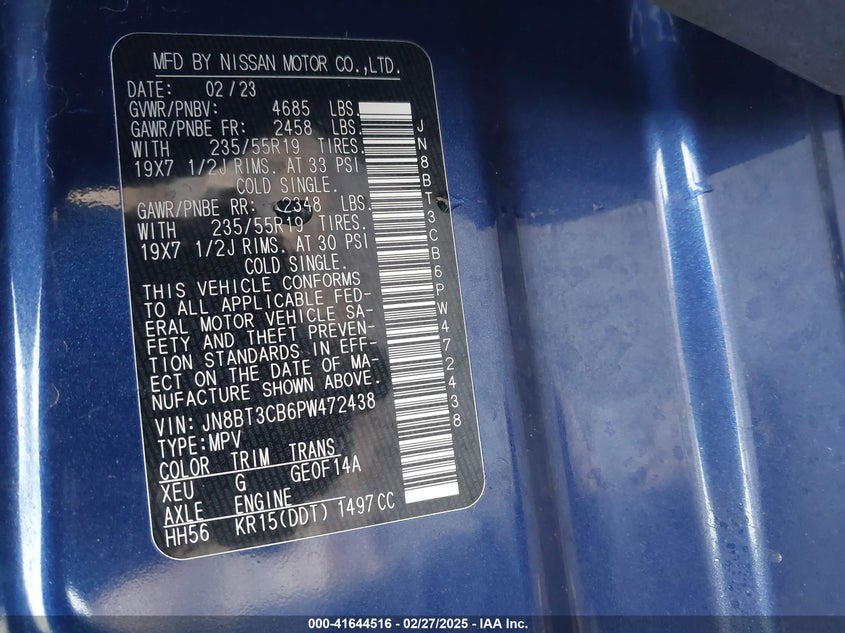 MFD BY NISSAN MOTOR CO.,LTD.
DATE: 02/23
GVWR/PNBV: 4685 LBS.
GAWR/PNBE FR: 2458 LBS.
WITH 235/55R19 TIRES.
19X7 1/2J RIMS. AT 33 PSI
COLD SINGLE.
GAWR/PNBE RR: 2348 LBS.
WITH 235/55R19 TIRES.
19X7 1/2J RIMS. AT 30 PSI
COLD SINGLE.
THIS VEHICLE CONFORMS
TO ALL APPLICABLE FED-
ERAL MOTOR VEHICLE SA-
FETY AND THEFT PREVEN-
TION STANDARDS IN EFF-
ECT ON THE DATE OF MA-
NUFACTURE SHOWN ABOVE.
VIN: JN8BT3CB6PW472438
TYPE:MPV
COLOR TRIM TRANS
XEU G GE0F14A
AXLE ENGINE
HH56 KR15(DDT) 1497CC
JN8BT3CB6PW472438
000-41644516 - 02/27/2025 - IAA Inc.